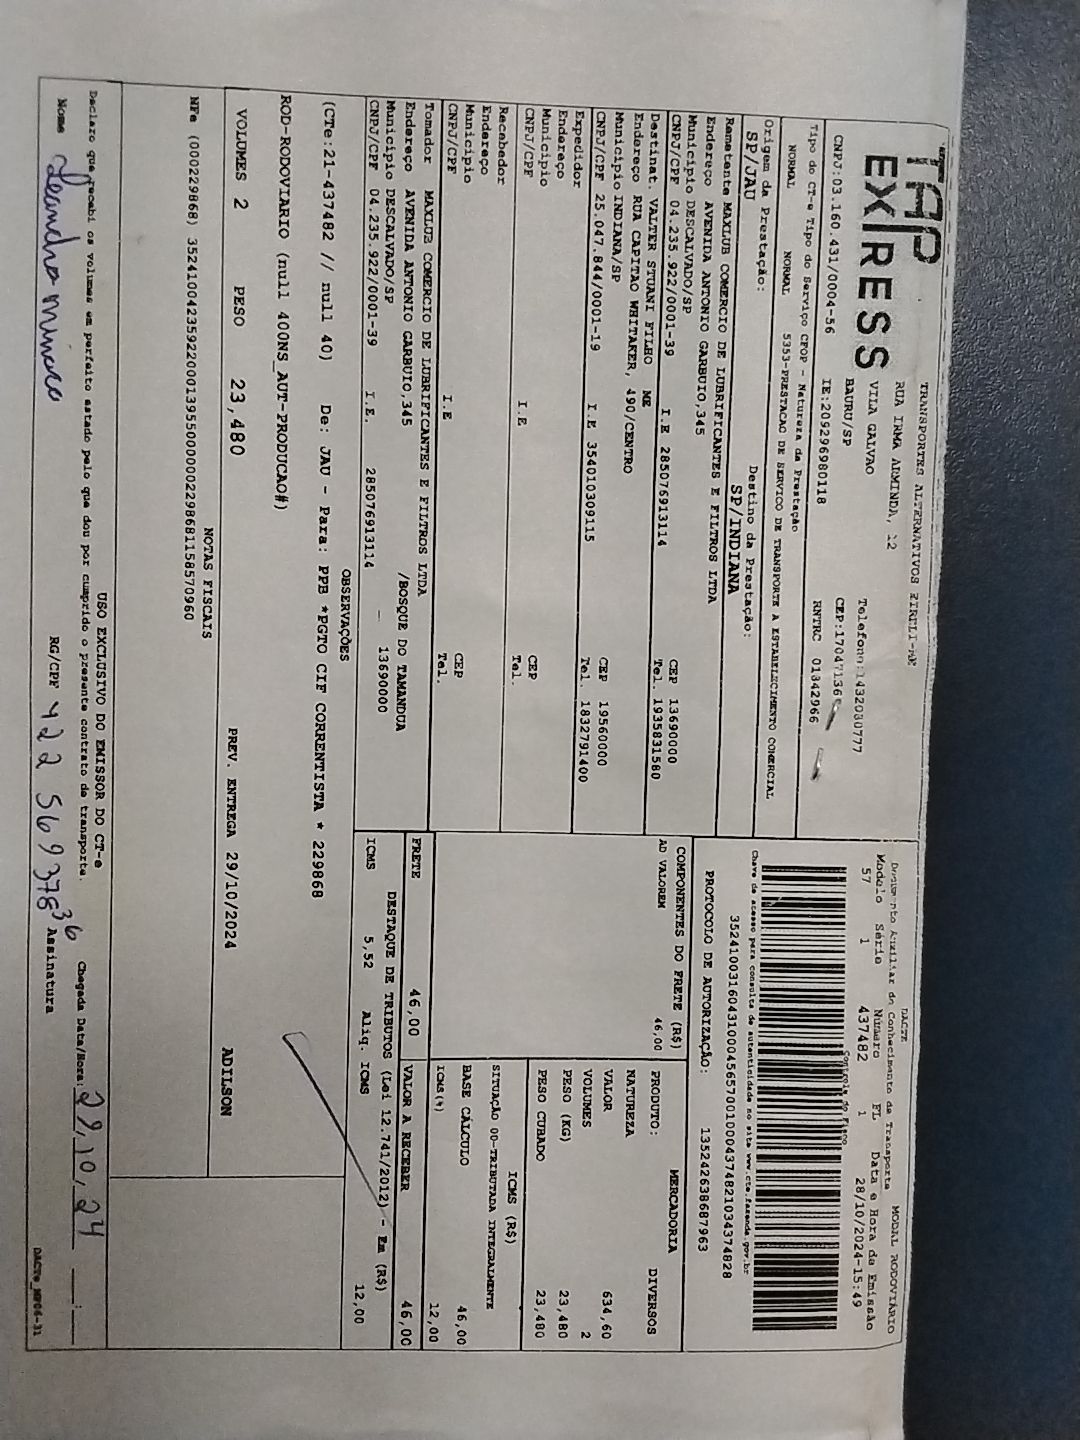 TAP
EXPRESS
TRANSPORTES ALTERNATIVOS EIRELI-ME
RUA IRMA ARMINDA, 12
VILA GALVAO
BAURU/SP
Telefone:1432030777
CEP:17047136
CNPJ:03.160.431/0004-56
IE:209296980118
RNTRC 01342966
Tipo do CT-e Tipo do Serviço CFOP - Natureza da Prestação
NORMAL NORMAL 5353-PRESTACAO DE SERVICO DE TRANSPORTE A ESTABELECIMENTO COMERCIAL
Origem da Prestação: Destino da Prestação:
SP/JAU SP/INDIANA
Remetente MAXLUB COMERCIO DE LUBRIFICANTES E FILTROS LTDA
Endereço AVENIDA ANTONIO GARBUIO,345
Município DESCALVADO/SP CEP 13690000
CNPJ/CPF 04.235.922/0001-39 I.E 285076913114 Tel. 1935831580
Destinat. VALTER STUANI FILHO ME
Endereço RUA CAPITAO WHITAKER, 490/CENTRO
Município INDIANA/SP CEP 19560000
CNPJ/CPF 25.047.844/0001-19 I.E 354010309115 Tel. 1832791400
Expedidor
Endereço
Município CEP
CNPJ/CPF I.E Tel.
Recebedor
Endereço
Município CEP
CNPJ/CPF I.E Tel.
Tomador MAXLUB COMERCIO DE LUBRIFICANTES E FILTROS LTDA
Endereço AVENIDA ANTONIO GARBUIO,345 /BOSQUE DO TAMANDUA
Município DESCALVADO/SP 13690000
CNPJ/CPF 04.235.922/0001-39 I.E. 285076913114
DACTE MODAL RODOVIÁRIO
Documento Auxiliar do Conhecimento de Transporte
Modelo Série Número FL Data e Hora da Emissão
57 1 437482 1 28/10/2024-15:49
Controle do Fisco
Chave de acesso para consulta de autenticidade no site www.cte.fazenda.gov.br
35241003160431000456570010004374821034374828
PROTOCOLO DE AUTORIZAÇÃO: 135242638687963
COMPONENTES DO FRETE (R$)
AD VALOREM 46,00
PRODUTO: MERCADORIA
NATUREZA DIVERSOS
VALOR 634,60
VOLUMES 2
PESO (KG) 23,480
PESO CUBADO 23,480
ICMS (R$)
SITUAÇÃO 00-TRIBUTADA INTEGRALMENTE
BASE CÁLCULO 46,00
ICMS(%) 12,00
FRETE 46,00 VALOR A RECEBER 46,00
DESTAQUE DE TRIBUTOS (Lei 12.741/2012) - Em (R$)
ICMS 5,52 Aliq. ICMS 12,00
OBSERVAÇÕES
(CTe:21-437482 // null 40) De: JAU - Para: PPB *PGTO CIF CORRENTISTA * 229868
ROD-RODOVIARIO (null 400NS_AUT-PRODUCAO#)
VOLUMES 2 PESO 23,480 PREV. ENTREGA 29/10/2024 ADILSON
NOTAS FISCAIS
NFe (000229868) 35241004235922000139550000002298681158570960
USO EXCLUSIVO DO EMISSOR DO CT-e
Declaro que recebi os volumes em perfeito estado pelo que dou por cumprido o presente contrato de transporte. Chegada Data/Hora: 29/10/24
Nome Leandro RG/CPF 422 569 378 36 Assinatura
DACTe_MP06-31